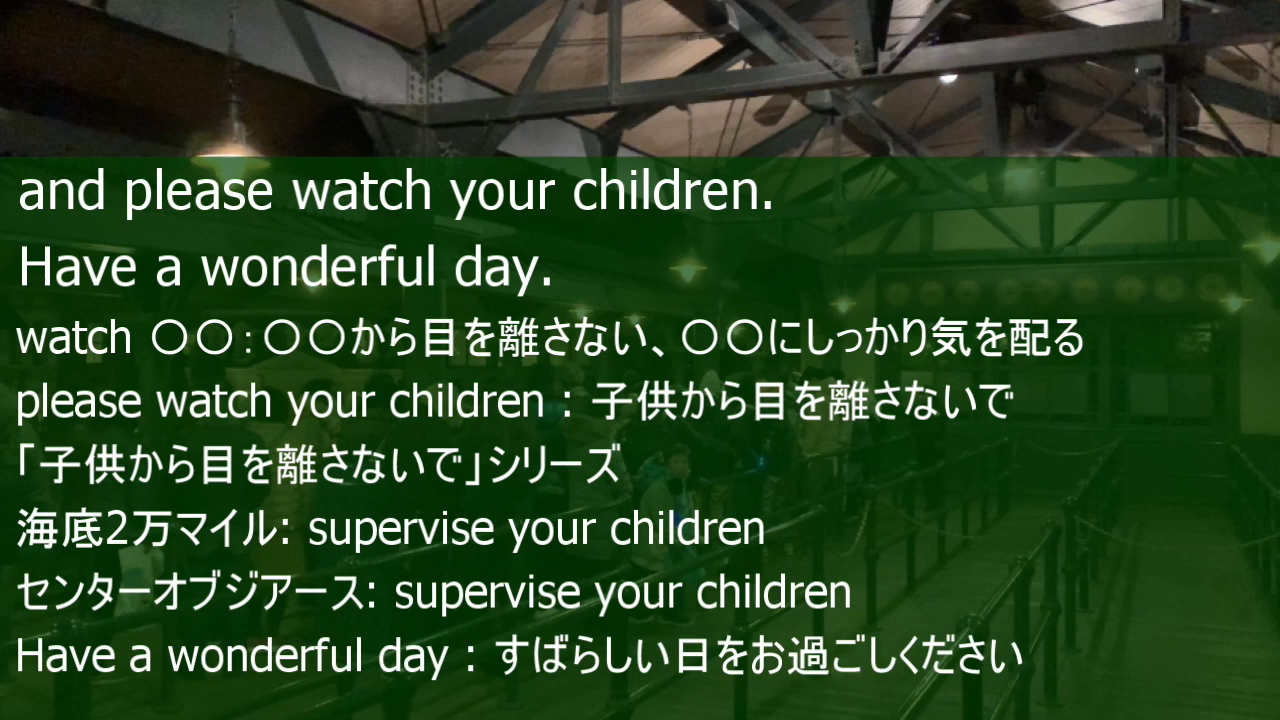 and please watch your children.
Have a wonderful day.
watch 〇〇：〇〇から目を離さない、〇〇にしっかり気を配る
please watch your children : 子供から目を離さないで
「子供から目を離さないで」シリーズ
海底2万マイル: supervise your children
センターオブジアース: supervise your children
Have a wonderful day : すばらしい日をお過ごしください